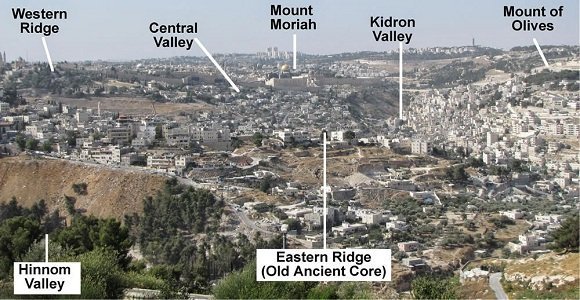 Western
Ridge
Central
Valley
Mount
Moriah
Kidron
Valley
Mount of
Olives
Hinnom
Valley
Eastern Ridge
(Old Ancient Core)